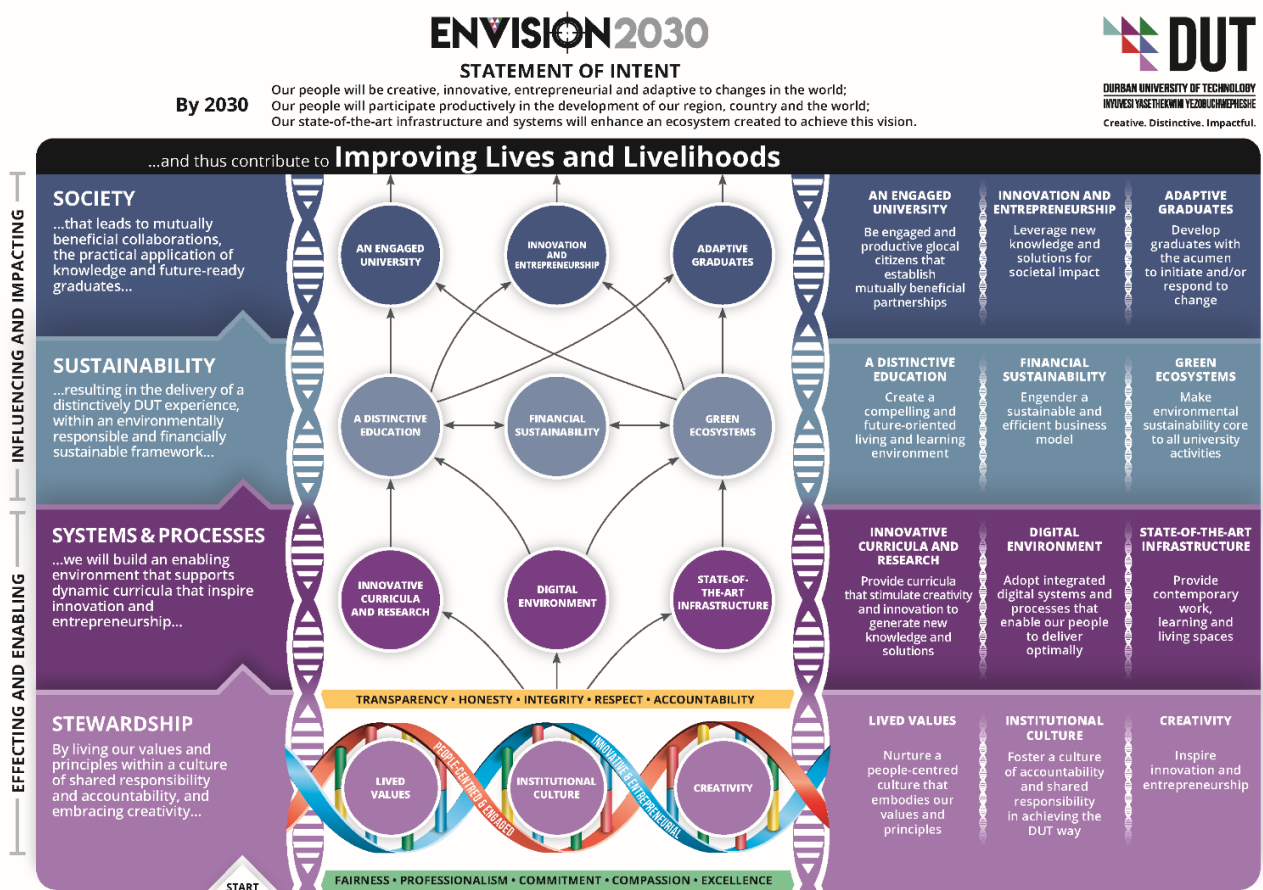 ENVISION2030
STATEMENT OF INTENT
By 2030
Our people will be creative, innovative, entrepreneurial and adaptive to changes in the world;
Our people will participate productively in the development of our region, country and the world;
Our state-of-the-art infrastructure and systems will enhance an ecosystem created to achieve this vision.
DUT
DURBAN UNIVERSITY OF TECHNOLOGY
INYUVESI YASETHEKWINI YEZOBUCHWEPHESHE
Creative. Distinctive. Impactful.
...and thus contribute to Improving Lives and Livelihoods
INFLUENCING AND IMPACTING
SOCIETY
...that leads to mutually
beneficial collaborations,
the practical application of
knowledge and future-ready
graduates...
AN ENGAGED
UNIVERSITY
INNOVATION
AND
ENTREPRENEURSHIP
ADAPTIVE
GRADUATES
AN ENGAGED
UNIVERSITY
Be engaged and
productive glocal
citizens that
establish
mutually beneficial
partnerships
INNOVATION AND
ENTREPRENEURSHIP
Leverage new
knowledge and
solutions for
societal impact
ADAPTIVE
GRADUATES
Develop
graduates with
the acumen
to initiate and/or
respond to
change
SUSTAINABILITY
...resulting in the delivery of a
distinctively DUT experience,
within an environmentally
responsible and financially
sustainable framework...
A DISTINCTIVE
EDUCATION
FINANCIAL
SUSTAINABILITY
GREEN
ECOSYSTEMS
A DISTINCTIVE
EDUCATION
Create a
compelling and
future-oriented
living and learning
environment
FINANCIAL
SUSTAINABILITY
Engender a
sustainable and
efficient business
model
GREEN
ECOSYSTEMS
Make
environmental
sustainability core
to all university
activities
EFFECTING AND ENABLING
SYSTEMS & PROCESSES
...we will build an enabling
environment that supports
dynamic curricula that inspire
innovation and
entrepreneurship...
INNOVATIVE
CURRICULA
AND RESEARCH
DIGITAL
ENVIRONMENT
STATE-OF-
THE-ART
INFRASTRUCTURE
INNOVATIVE
CURRICULA AND
RESEARCH
Provide curricula
that stimulate creativity
and innovation to
generate new
knowledge and
solutions
DIGITAL
ENVIRONMENT
Adopt integrated
digital systems and
processes that
enable our people
to deliver
optimally
STATE-OF-THE-ART
INFRASTRUCTURE
Provide
contemporary
work,
learning and
living spaces
TRANSPARENCY • HONESTY • INTEGRITY • RESPECT • ACCOUNTABILITY
STEWARDSHIP
By living our values and
principles within a culture
of shared responsibility
and accountability, and
embracing creativity...
LIVED
VALUES
PEOPLE-CENTRED & ENGAGED
INSTITUTIONAL
CULTURE
INNOVATIVE & ENTREPRENEURIAL
CREATIVITY
LIVED VALUES
Nurture a
people-centred
culture that
embodies our
values and
principles
INSTITUTIONAL
CULTURE
Foster a culture
of accountability
and shared
responsibility
in achieving the
DUT way
CREATIVITY
Inspire
innovation and
entrepreneurship
START
FAIRNESS • PROFESSIONALISM • COMMITMENT • COMPASSION • EXCELLENCE